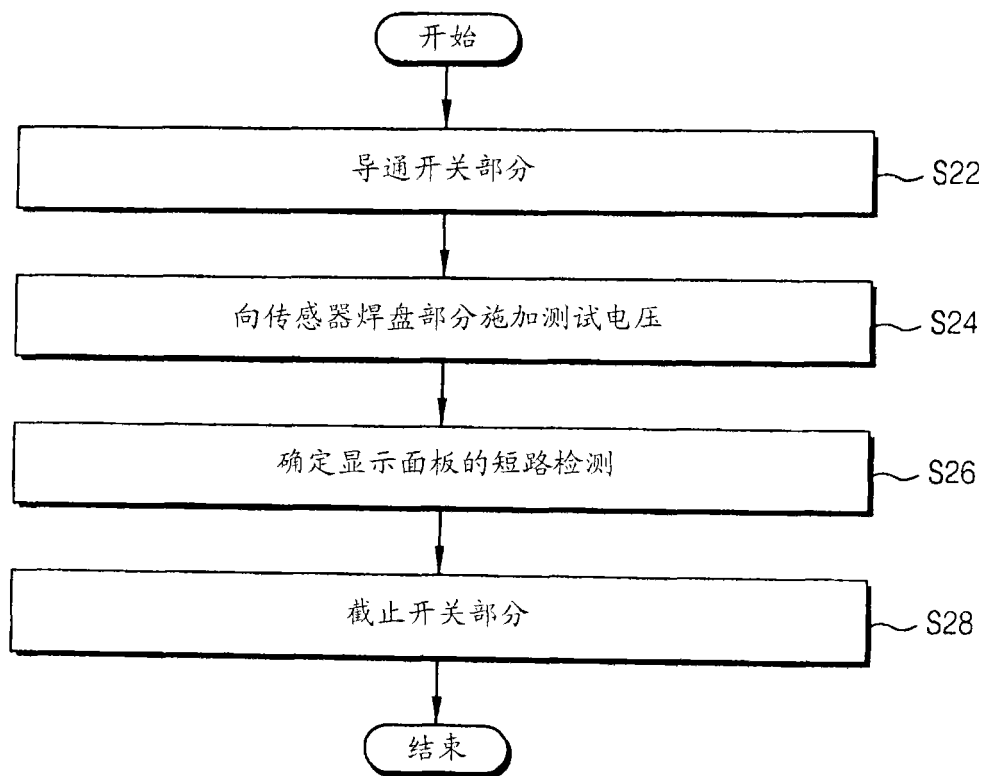 开始
导通开关部分
S22
向传感器焊盘部分施加测试电压
S24
确定显示面板的短路检测
S26
截止开关部分
S28
结束